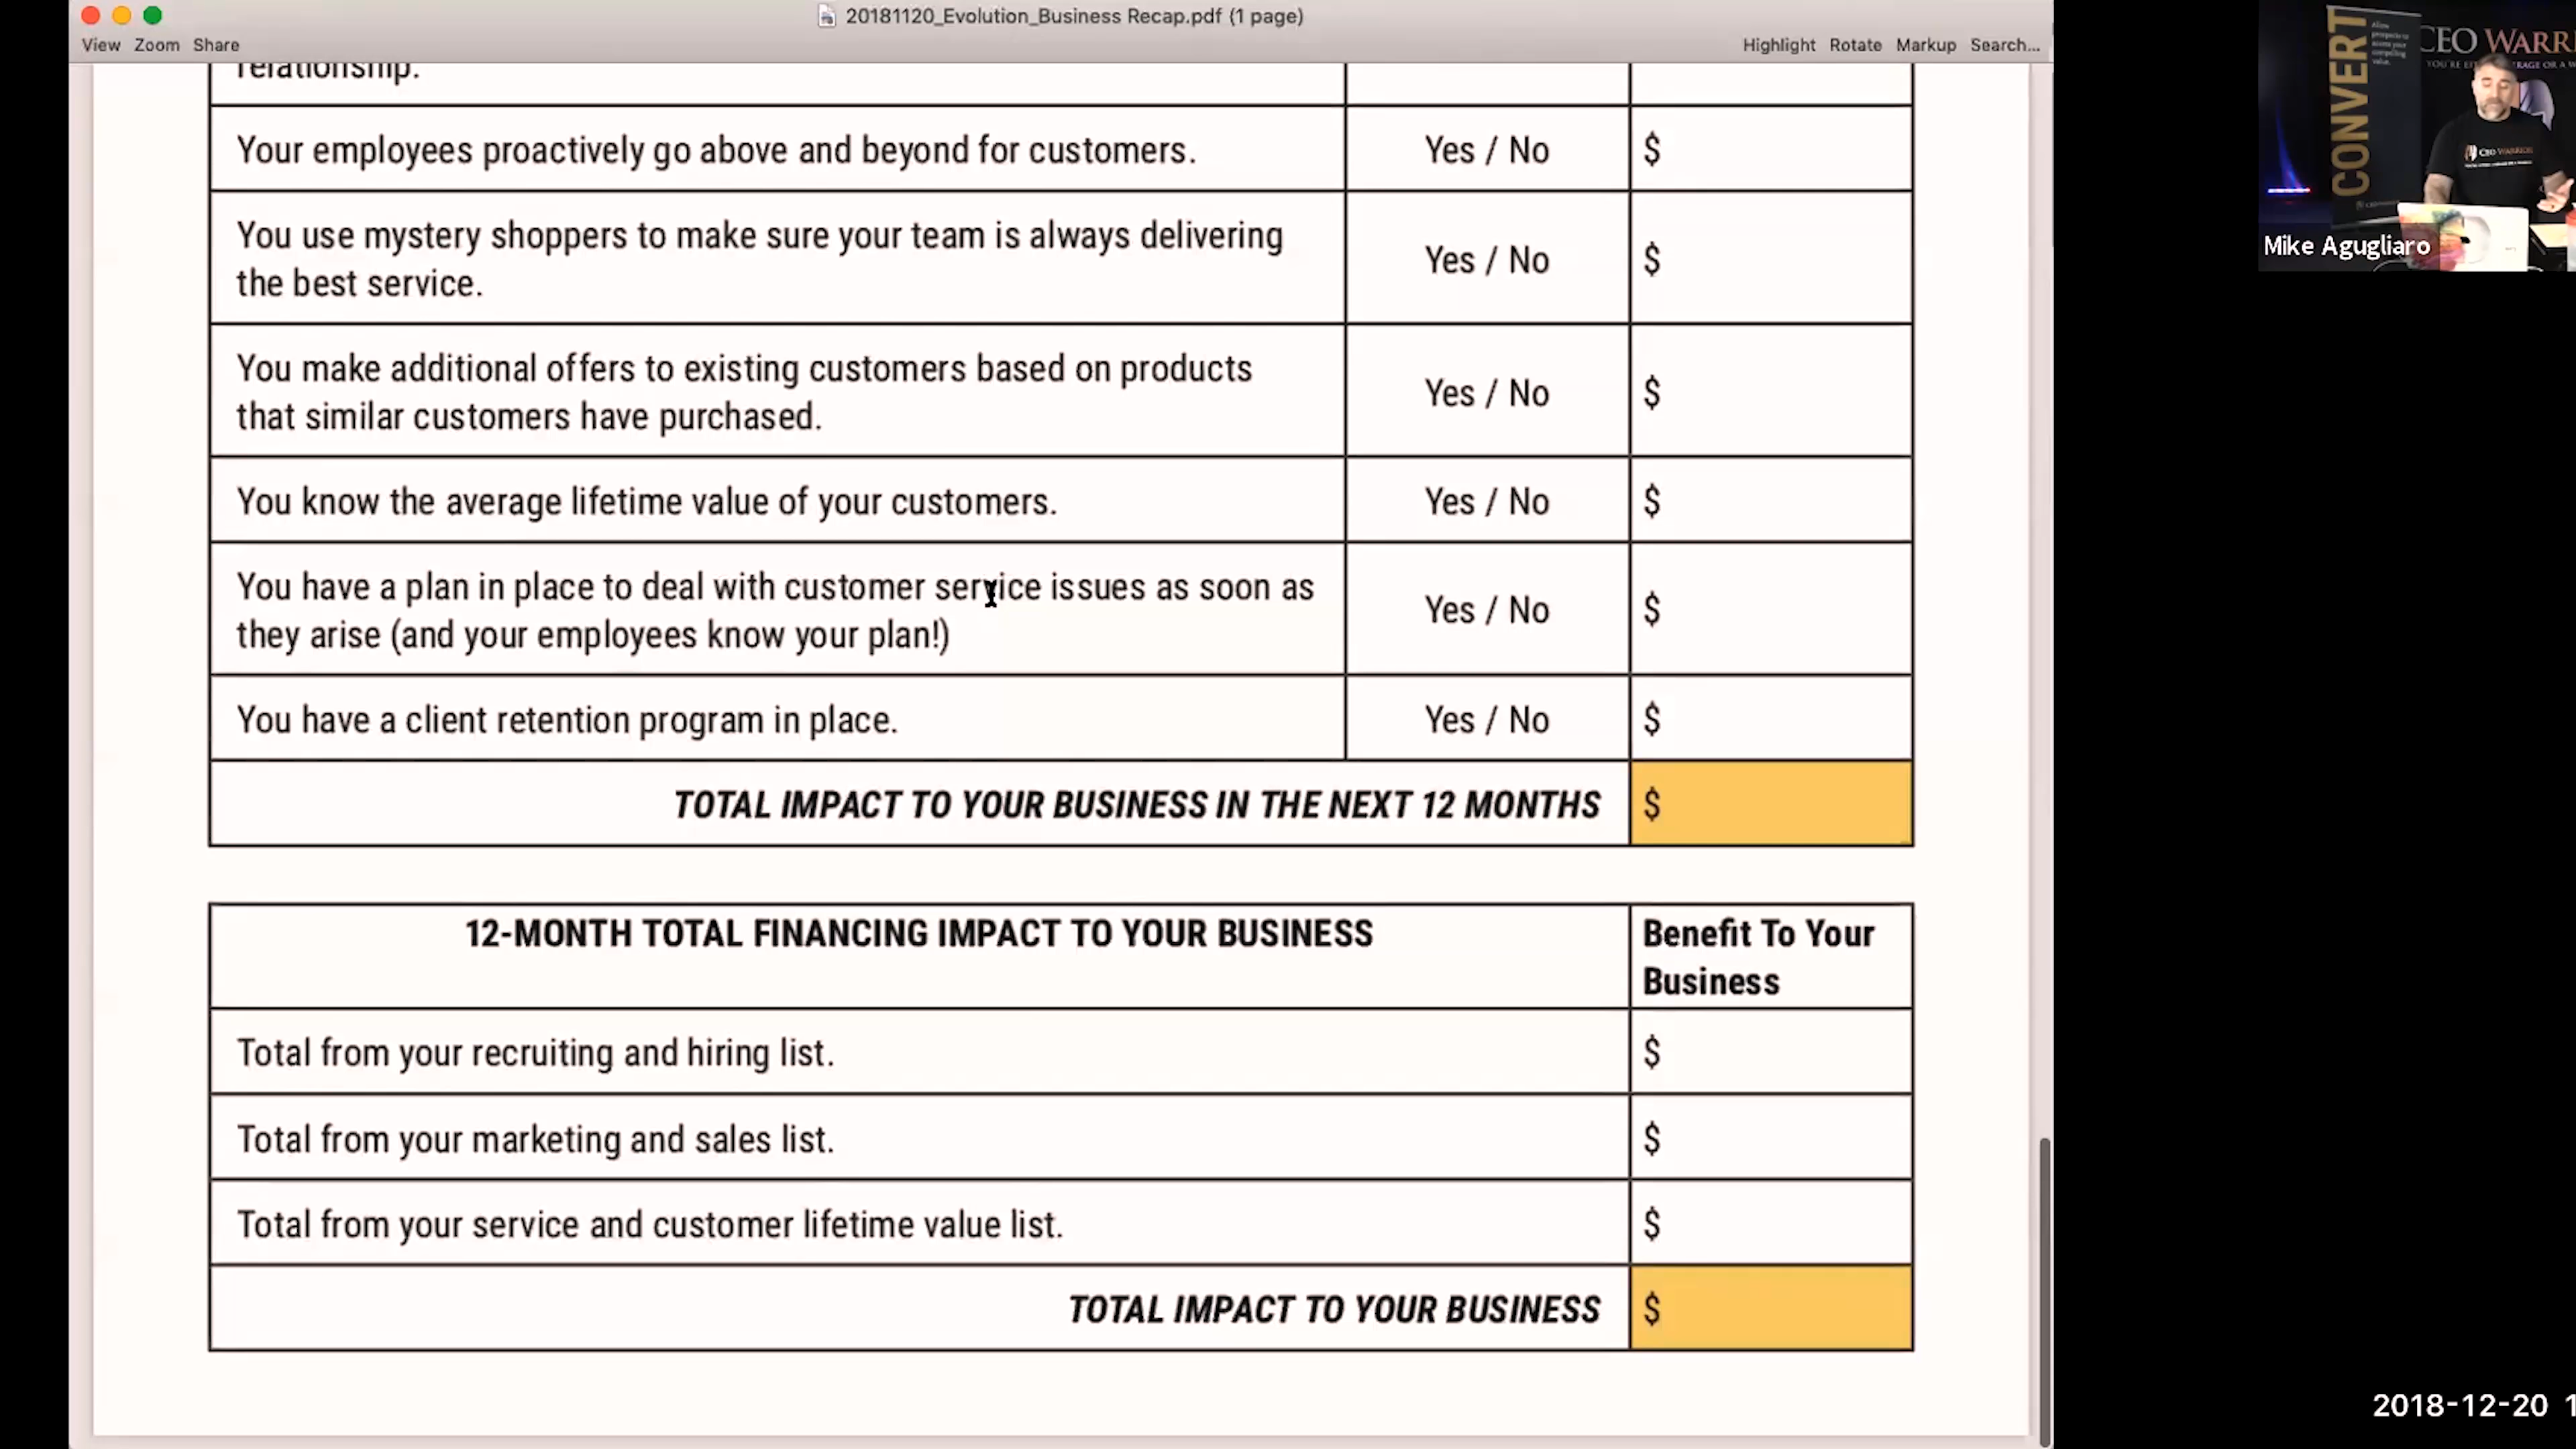 20181120_Evolution_Business Recap.pdf (1 page)
View Zoom Share
Highlight Rotate Markup Search...
relationship.
Your employees proactively go above and beyond for customers. Yes / No $
You use mystery shoppers to make sure your team is always delivering
the best service. Yes / No $
You make additional offers to existing customers based on products
that similar customers have purchased. Yes / No $
You know the average lifetime value of your customers. Yes / No $
You have a plan in place to deal with customer service issues as soon as
they arise (and your employees know your plan!) Yes / No $
You have a client retention program in place. Yes / No $
TOTAL IMPACT TO YOUR BUSINESS IN THE NEXT 12 MONTHS $
12-MONTH TOTAL FINANCING IMPACT TO YOUR BUSINESS Benefit To Your
Business
Total from your recruiting and hiring list. $
Total from your marketing and sales list. $
Total from your service and customer lifetime value list. $
TOTAL IMPACT TO YOUR BUSINESS $
CONVERT
CEO WARRI
CEO WARRIOR
Mike Agugliaro
2018-12-20 1